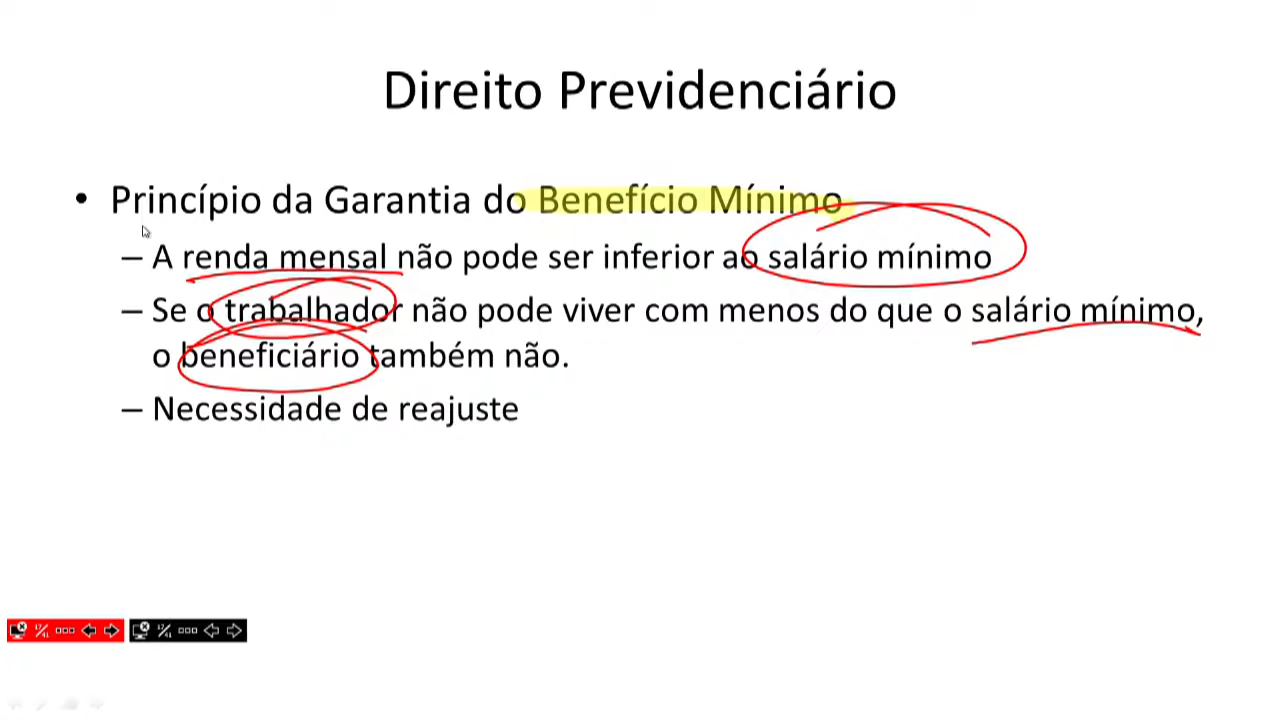 Direito Previdenciário
• Princípio da Garantia do Benefício Mínimo
– A renda mensal não pode ser inferior ao salário mínimo
– Se o trabalhador não pode viver com menos do que o salário mínimo,
o beneficiário também não.
– Necessidade de reajuste